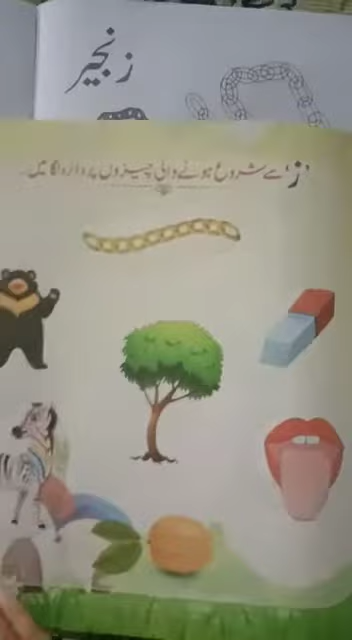 زنجیر
'ز' سے شروع ہونے والی چیزوں پر دائرہ لگائیں۔